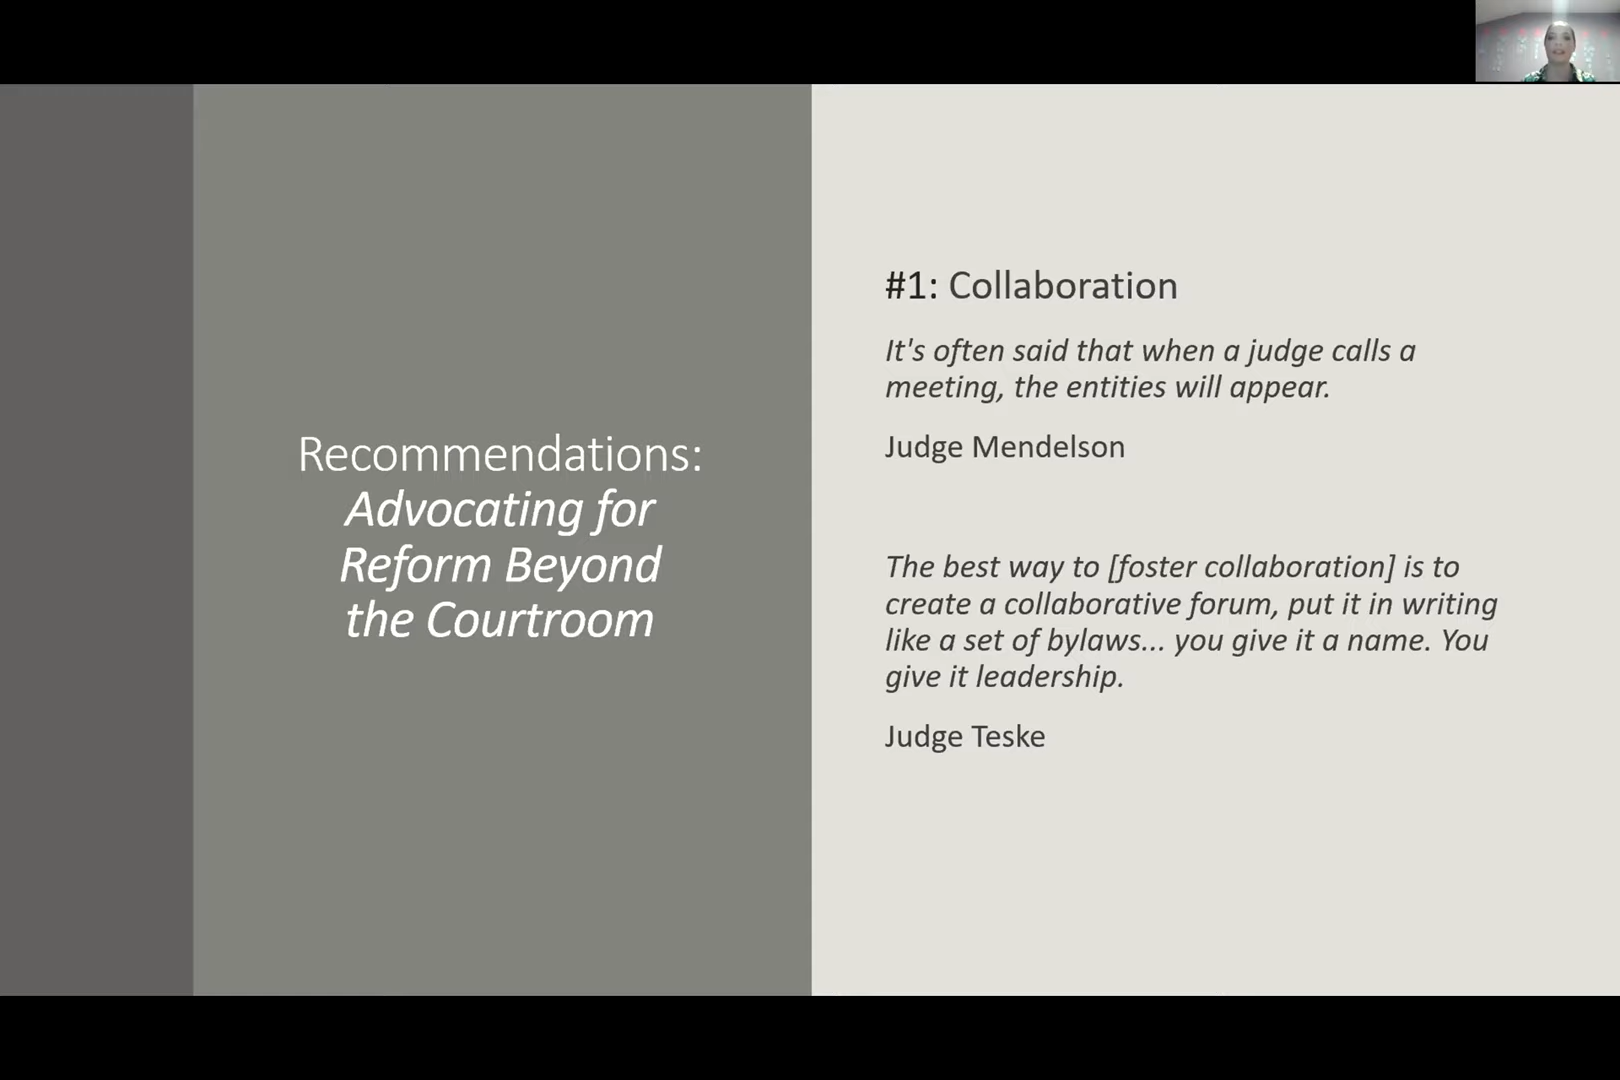 Recommendations:
Advocating for
Reform Beyond
the Courtroom
#1: Collaboration
It's often said that when a judge calls a
meeting, the entities will appear.
Judge Mendelson
The best way to [foster collaboration] is to
create a collaborative forum, put it in writing
like a set of bylaws... you give it a name. You
give it leadership.
Judge Teske